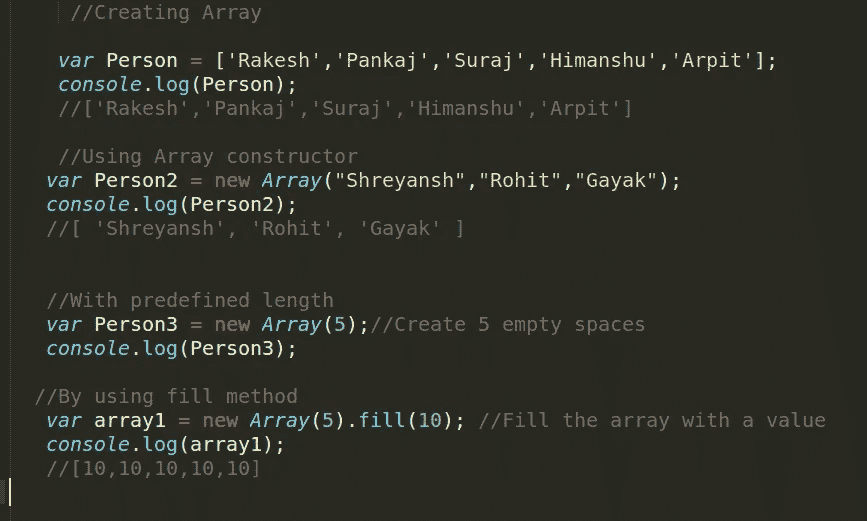 //Creating Array
var Person = ['Rakesh','Pankaj','Suraj','Himanshu','Arpit'];
console.log(Person);
//['Rakesh','Pankaj','Suraj','Himanshu','Arpit']
//Using Array constructor
var Person2 = new Array("Shreyansh","Rohit","Gayak");
console.log(Person2);
//[ 'Shreyansh', 'Rohit', 'Gayak' ]
//With predefined length
var Person3 = new Array(5);//Create 5 empty spaces
console.log(Person3);
//By using fill method
var array1 = new Array(5).fill(10); //Fill the array with a value
console.log(array1);
//[10,10,10,10,10]